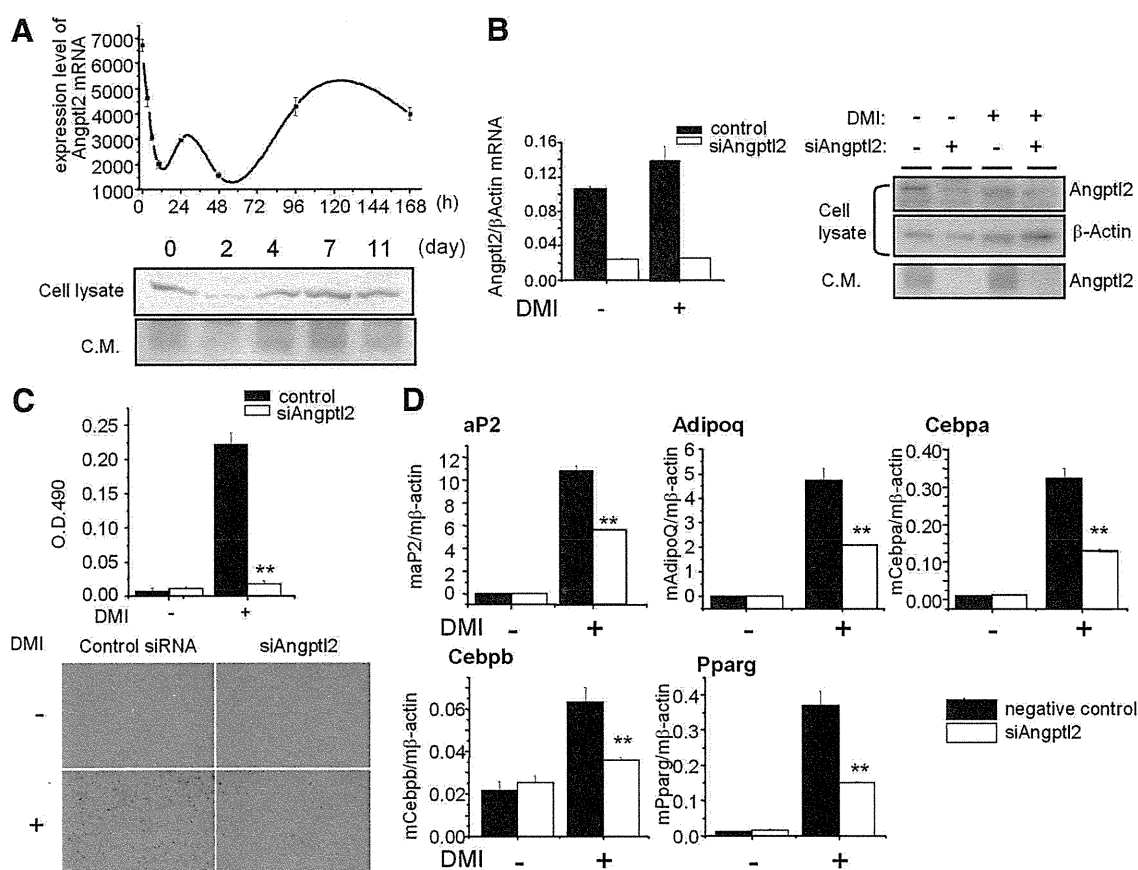 A
expression level of
Angptl2 mRNA
7000
6000
5000
4000
3000
2000
1000
0 24 48 72 96 120 144 168 (h)
0 2 4 7 11 (day)
Cell lysate
C.M.
B
control
siAngptl2
Angptl2/βActin mRNA
0.16
0.12
0.08
0.04
0.00
DMI - +
DMI: - - + +
siAngptl2: - + - +
Cell
lysate
Angptl2
β-Actin
C.M.
Angptl2
C
control
siAngptl2
O.D.490
0.25
0.20
0.15
0.10
0.05
0.00
**
DMI - +
DMI Control siRNA siAngptl2
-
+
D
aP2
maP2/mβ-actin
12
10
8
6
4
2
0
**
DMI - +
Adipoq
mAdipoQ/mβ-actin
6
5
4
3
2
1
0
**
- +
Cebpa
mCebpa/mβ-actin
0.40
0.30
0.20
0.10
0.00
**
- +
Cebpb
mCebpb/mβ-actin
0.08
0.06
0.04
0.02
0.00
**
DMI - +
Pparg
mPparg/mβ-actin
0.4
0.3
0.2
0.1
0.0
**
- +
negative control
siAngptl2